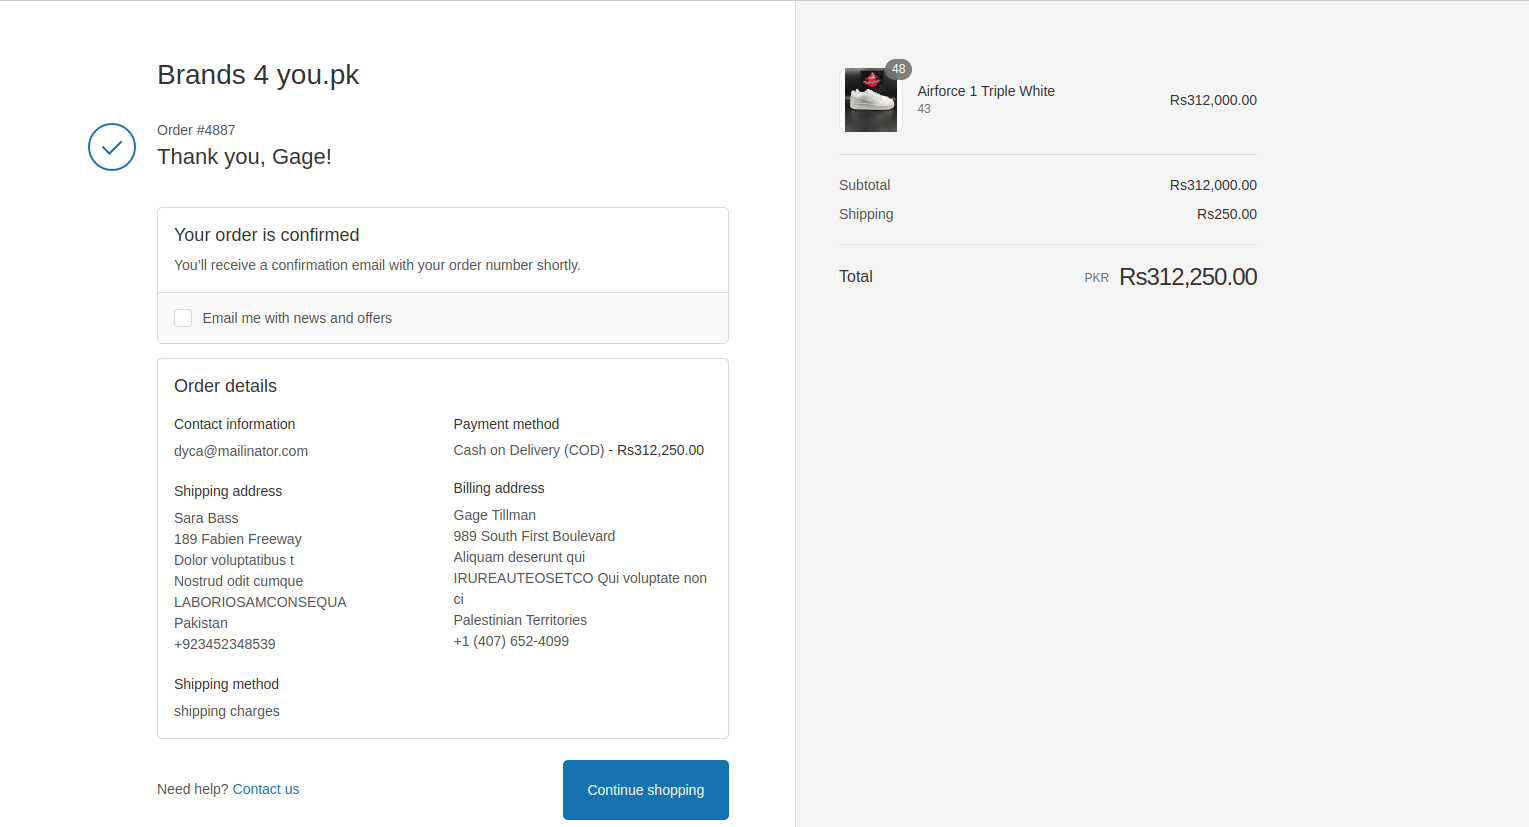 Brands 4 you.pk
Order #4887
Thank you, Gage!
Your order is confirmed
You’ll receive a confirmation email with your order number shortly.
Email me with news and offers
Order details
Contact information
dyca@mailinator.com
Shipping address
Sara Bass
189 Fabien Freeway
Dolor voluptatibus t
Nostrud odit cumque
LABORIOSAMCONSEQUA
Pakistan
+923452348539
Shipping method
shipping charges
Payment method
Cash on Delivery (COD) - Rs312,250.00
Billing address
Gage Tillman
989 South First Boulevard
Aliquam deserunt qui
IRUREAUTEOSETCO Qui voluptate non
ci
Palestinian Territories
+1 (407) 652-4099
Need help? Contact us
Continue shopping
48
Airforce 1 Triple White
43
Rs312,000.00
Subtotal Rs312,000.00
Shipping Rs250.00
Total PKR Rs312,250.00